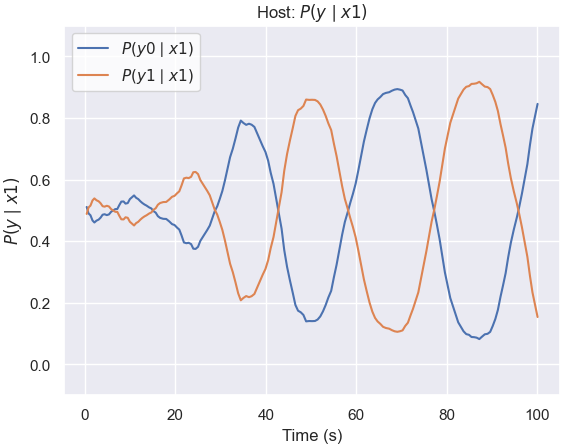 Host: P(y | x1)
P(y0 | x1)
P(y1 | x1)
P(y | x1)
1.0
0.8
0.6
0.4
0.2
0.0
0 20 40 60 80 100
Time (s)